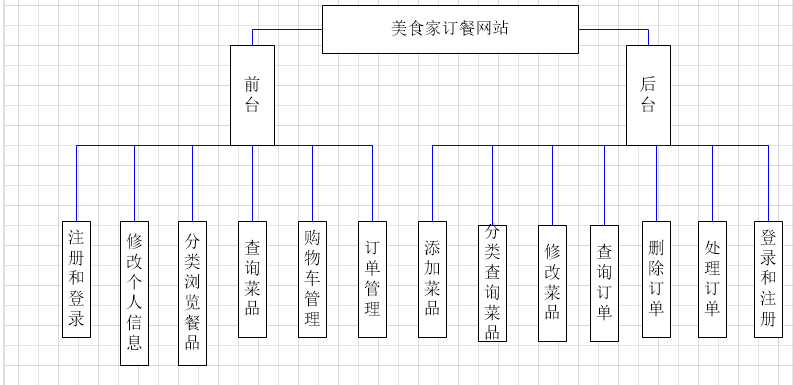 美食家订餐网站
前台
后台
注册和登录
修改个人信息
分类浏览餐品
查询菜品
购物车管理
订单管理
添加菜品
分类查询菜品
修改菜品
查询订单
删除订单
处理订单
登录和注册